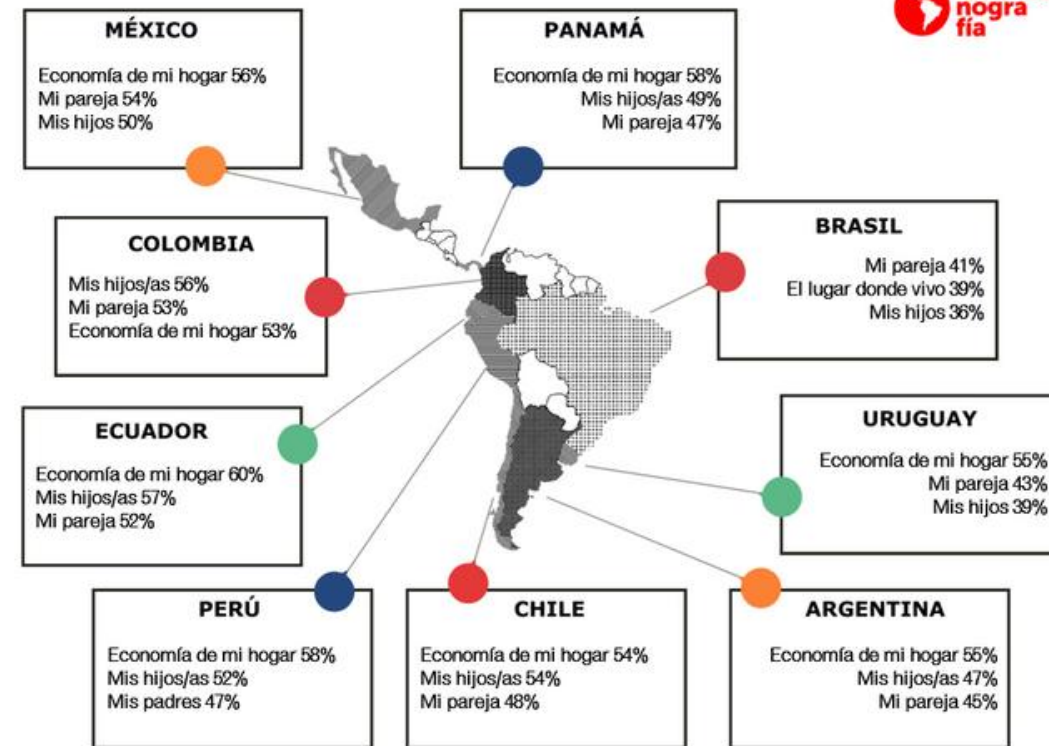 nogra
fía
MÉXICO
Economía de mi hogar 56%
Mi pareja 54%
Mis hijos 50%
PANAMÁ
Economía de mi hogar 58%
Mis hijos/as 49%
Mi pareja 47%
COLOMBIA
Mis hijos/as 56%
Mi pareja 53%
Economía de mi hogar 53%
BRASIL
Mi pareja 41%
El lugar donde vivo 39%
Mis hijos 36%
ECUADOR
Economía de mi hogar 60%
Mis hijos/as 57%
Mi pareja 52%
URUGUAY
Economía de mi hogar 55%
Mi pareja 43%
Mis hijos 39%
PERÚ
Economía de mi hogar 58%
Mis hijos/as 52%
Mis padres 47%
CHILE
Economía de mi hogar 54%
Mis hijos/as 54%
Mi pareja 48%
ARGENTINA
Economía de mi hogar 55%
Mis hijos/as 47%
Mi pareja 45%